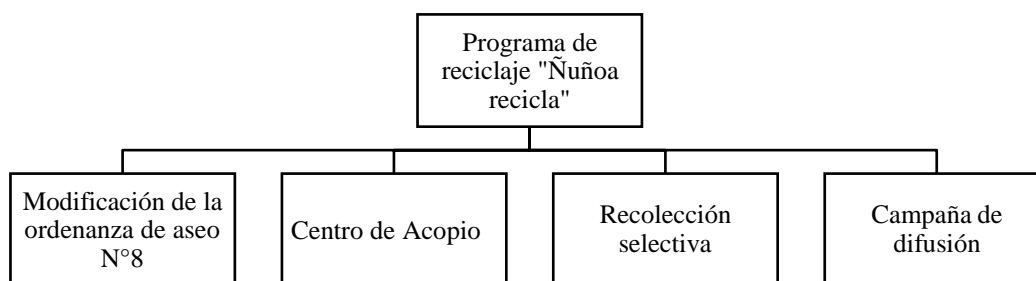 Programa de
reciclaje "Ñuñoa
recicla"
Modificación de la
ordenanza de aseo
N°8
Centro de Acopio
Recolección
selectiva
Campaña de
difusión